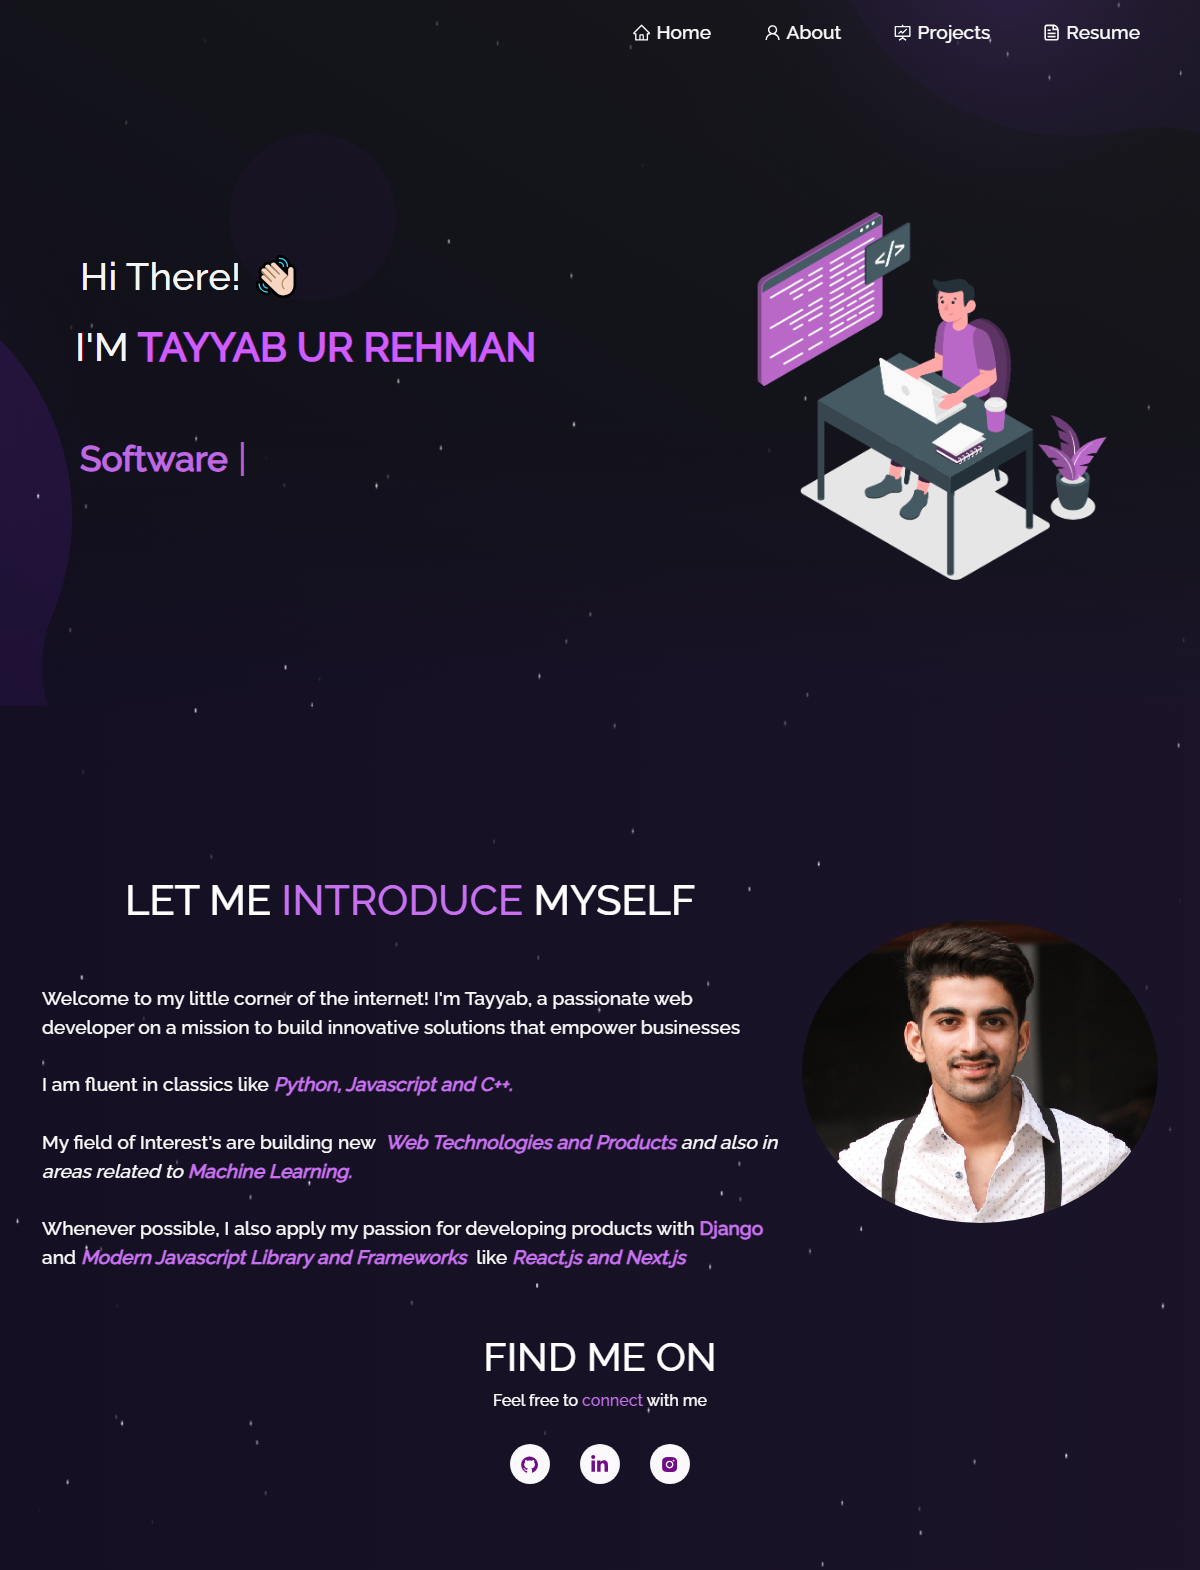 Home About Projects Resume
Hi There! 👋🏻
I'M TAYYAB UR REHMAN
</>
Software |
LET ME INTRODUCE MYSELF
Welcome to my little corner of the internet! I'm Tayyab, a passionate web
developer on a mission to build innovative solutions that empower businesses
I am fluent in classics like Python, Javascript and C++.
My field of Interest's are building new Web Technologies and Products and also in
areas related to Machine Learning.
Whenever possible, I also apply my passion for developing products with Django
and Modern Javascript Library and Frameworks like React.js and Next.js
FIND ME ON
Feel free to connect with me
in